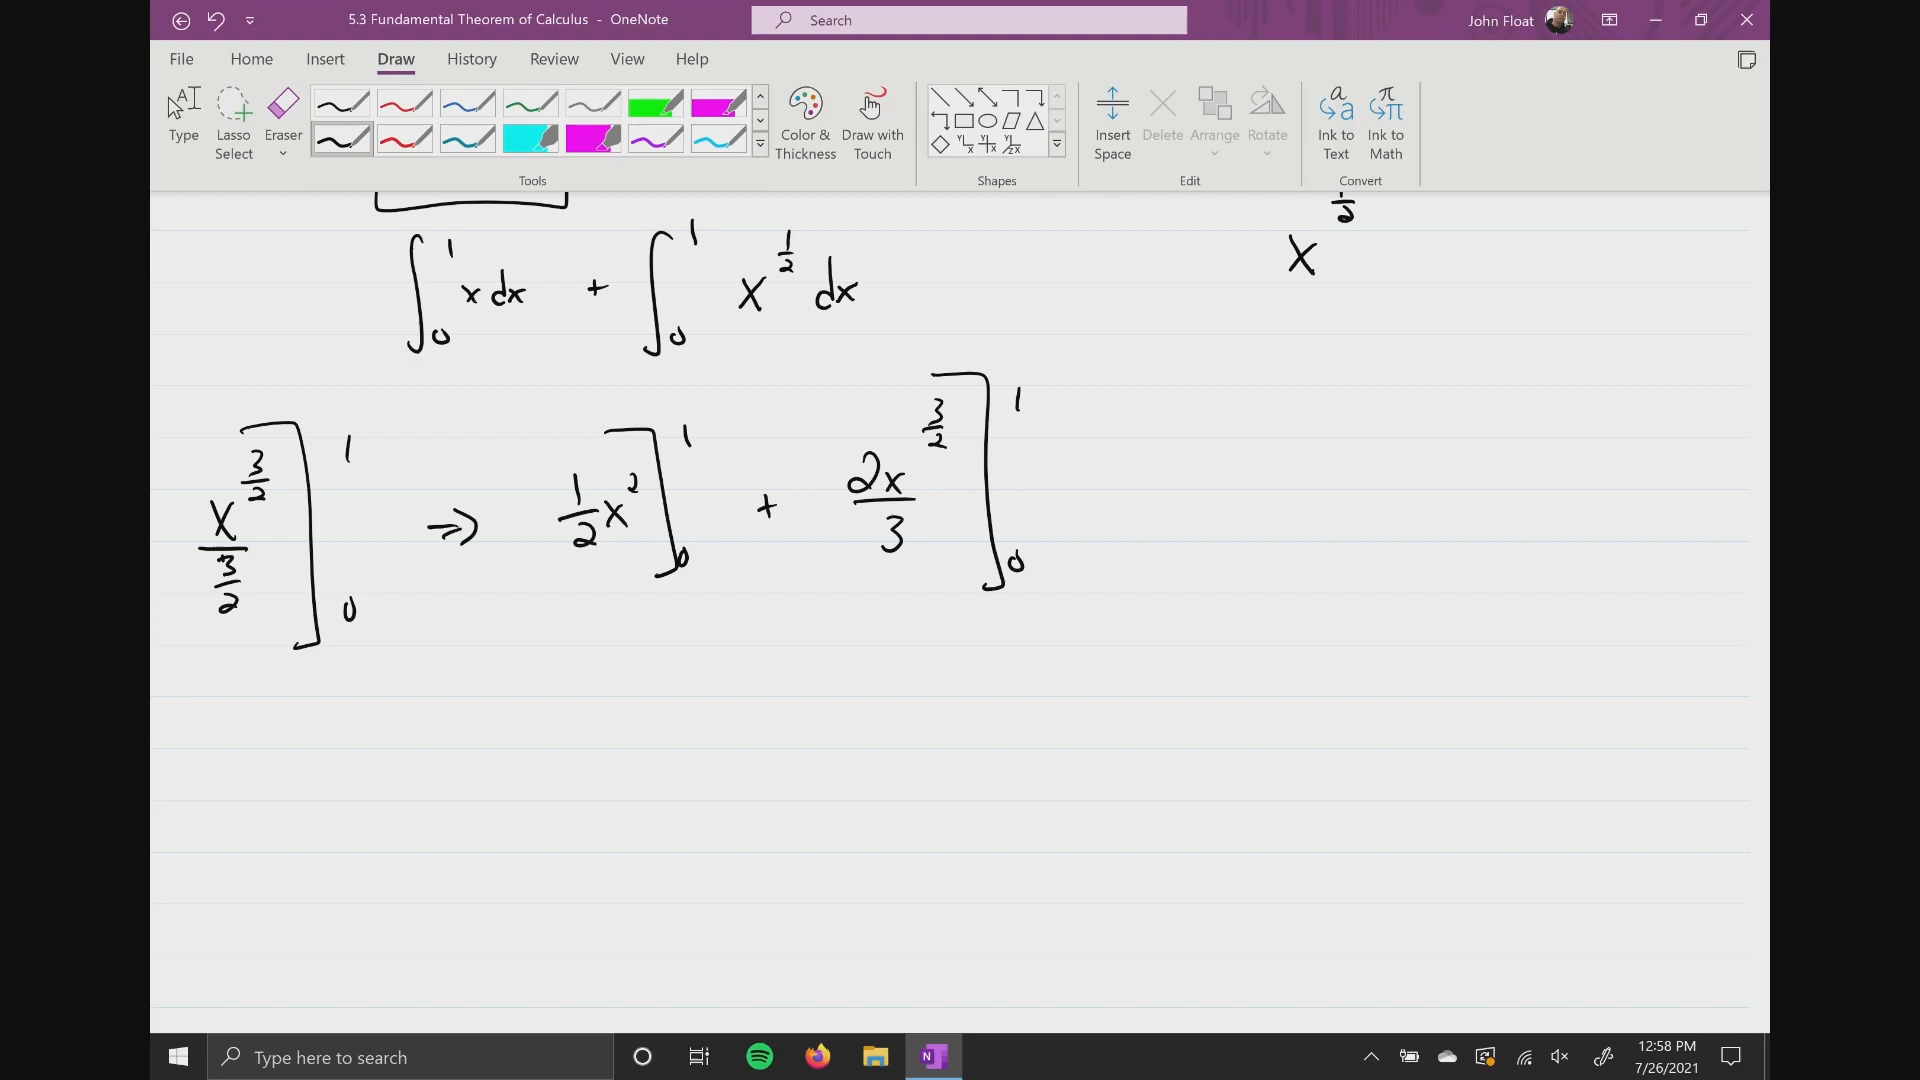 5.3 Fundamental Theorem of Calculus - OneNote
Search
John Float
File Home Insert Draw History Review View Help
Type
Lasso Select
Eraser
Color & Thickness
Draw with Touch
Insert Space
Delete
Arrange
Rotate
Ink to Text
Ink to Math
Tools Shapes Edit Convert
∫₀¹ x dx + ∫₀¹ x^(1/2) dx
x^(1/2)
x^(3/2)/(3/2)]₀¹ ⇒ 1/2 x²]₀¹ + 2x^(3/2)/3]₀¹
Type here to search
12:58 PM
7/26/2021